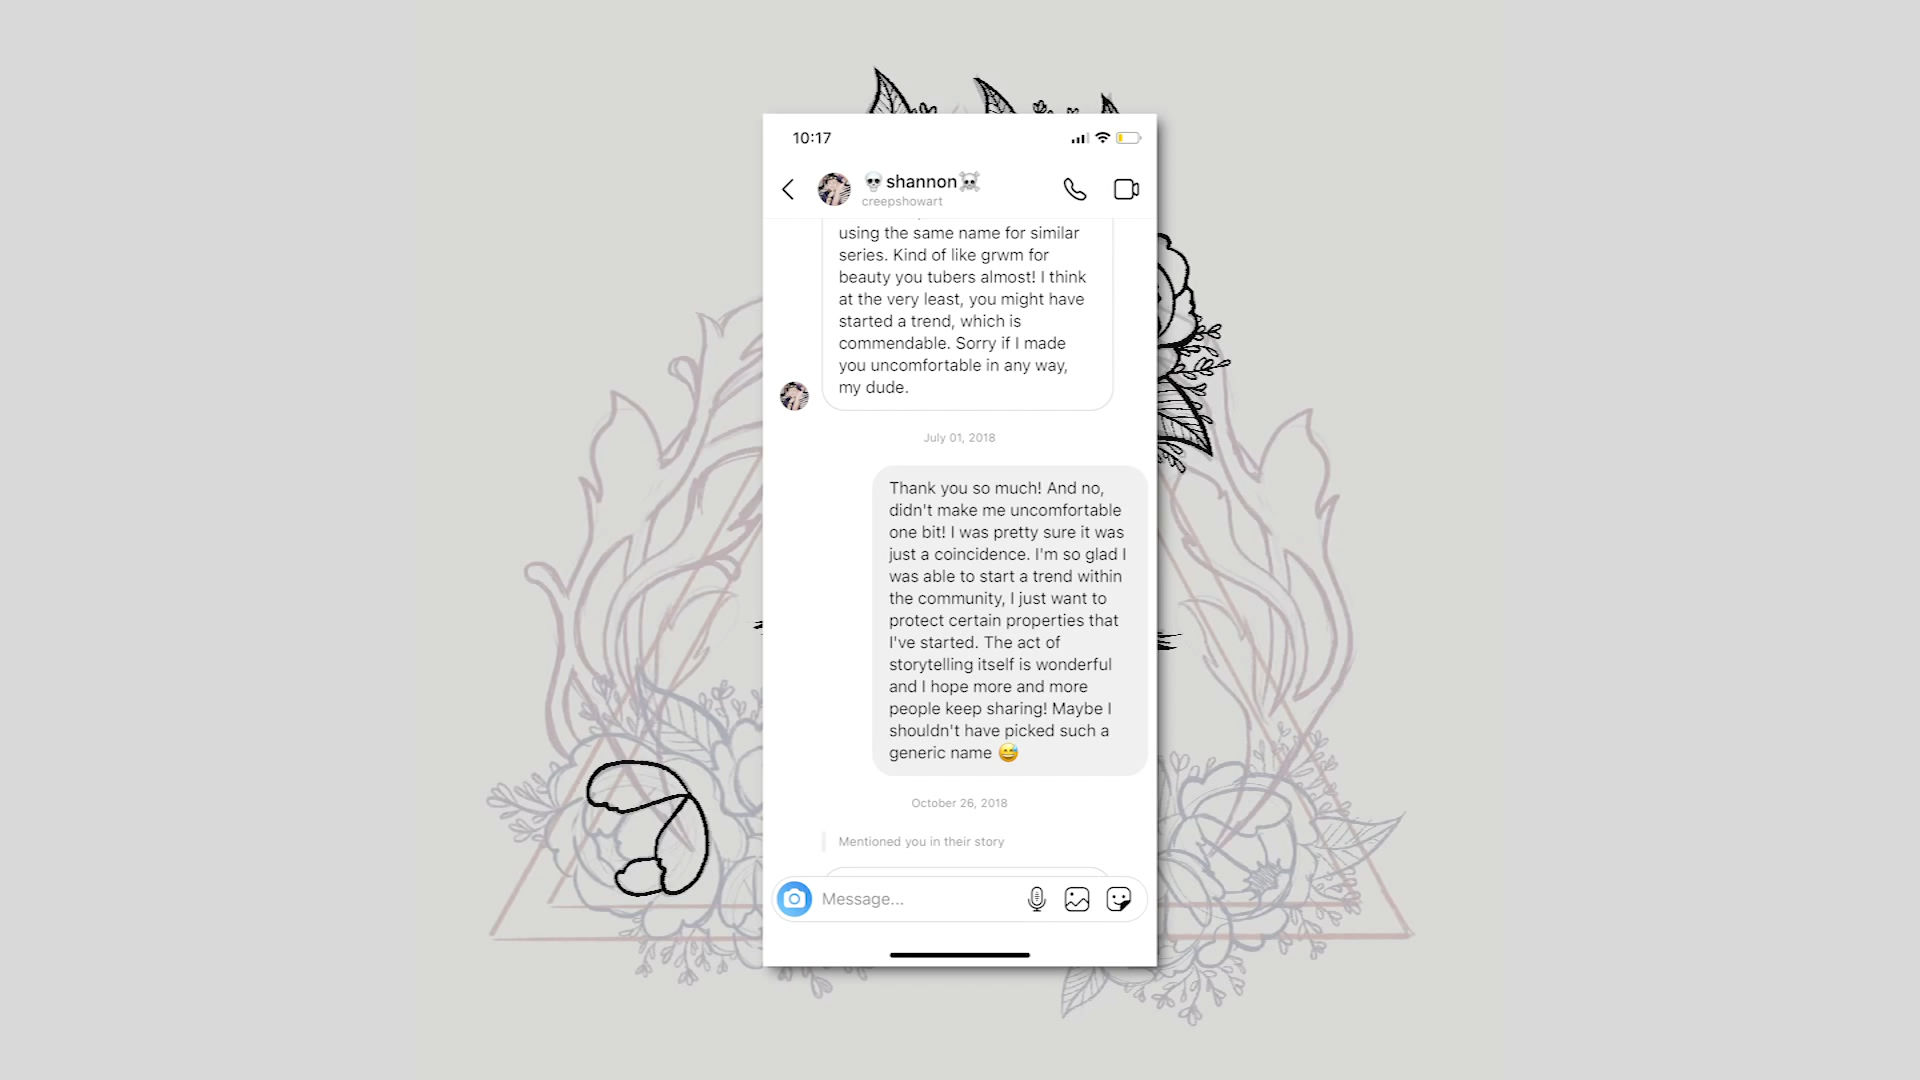 10:17
💀shannon☠️
creepshowart
using the same name for similar
series. Kind of like grwm for
beauty you tubers almost! I think
at the very least, you might have
started a trend, which is
commendable. Sorry if I made
you uncomfortable in any way,
my dude.
July 01, 2018
Thank you so much! And no,
didn't make me uncomfortable
one bit! I was pretty sure it was
just a coincidence. I'm so glad I
was able to start a trend within
the community, I just want to
protect certain properties that
I've started. The act of
storytelling itself is wonderful
and I hope more and more
people keep sharing! Maybe I
shouldn't have picked such a
generic name 😅
October 26, 2018
Mentioned you in their story
Message...